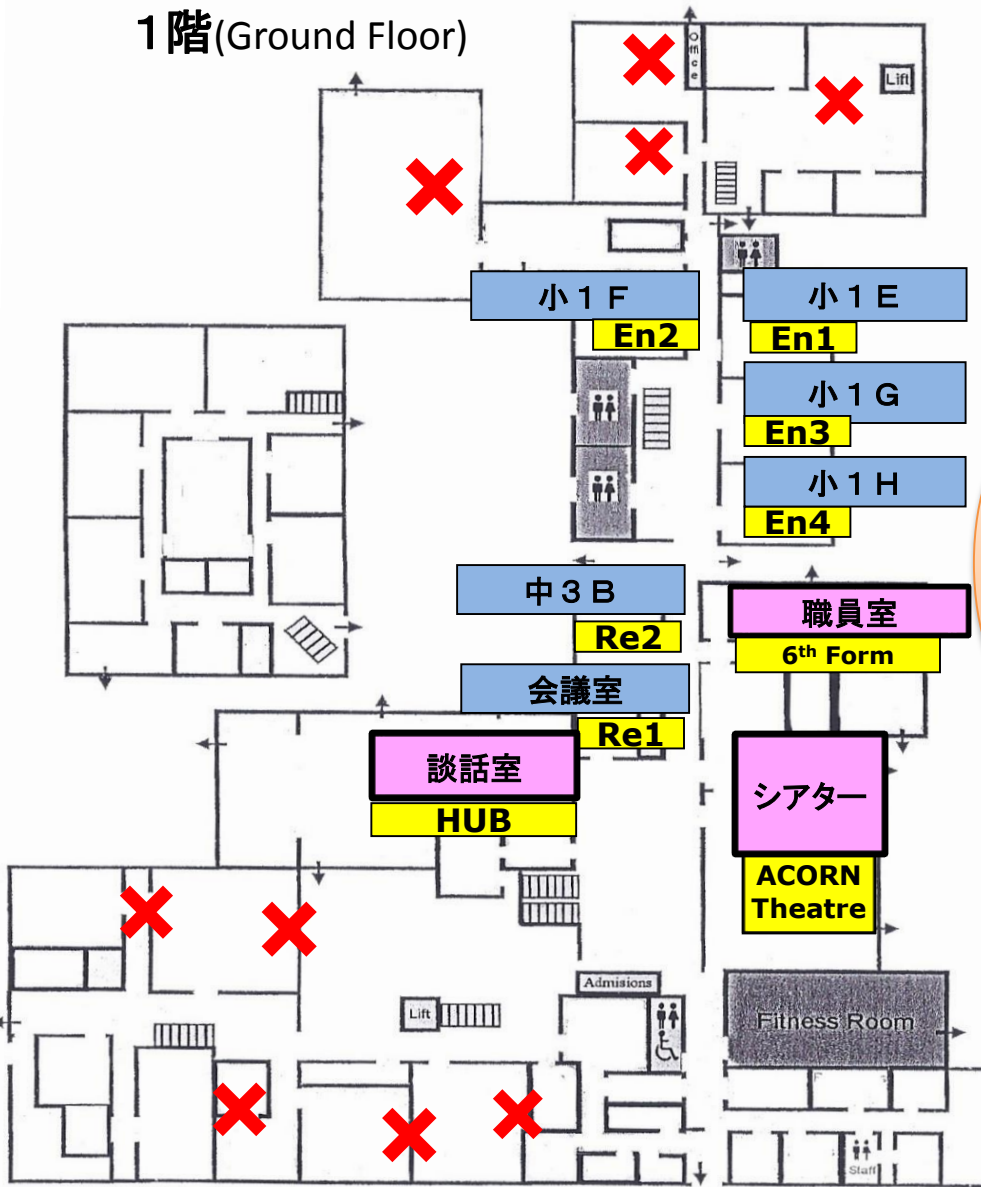 1階(Ground Floor)
Office
Lift
小１F
En2
小１E
En1
小１G
En3
小１H
En4
中３B
Re2
職員室
6th Form
会議室
Re1
談話室
HUB
シアター
ACORN
Theatre
Admisions
Lift
Fitness Room
Staff